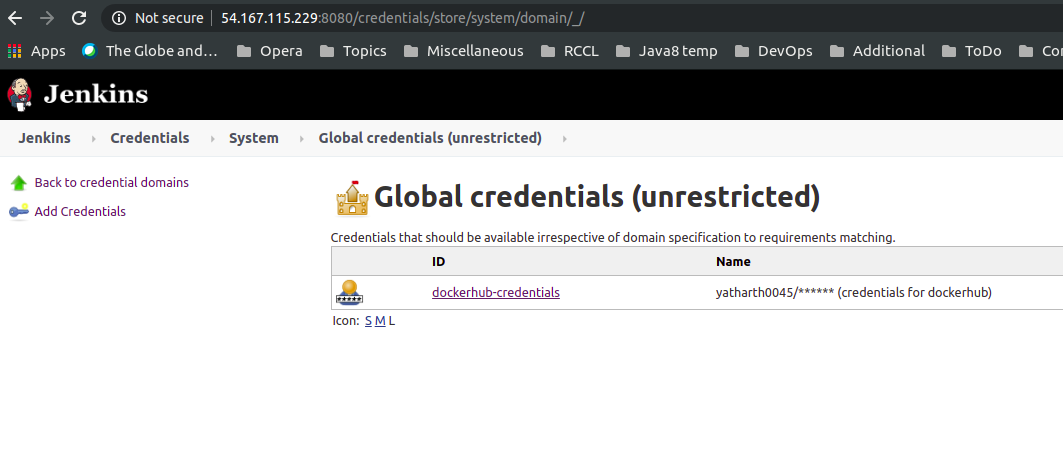 Not secure | 54.167.115.229:8080/credentials/store/system/domain/_/
Apps The Globe and… Opera Topics Miscellaneous RCCL Java8 temp DevOps Additional ToDo Cor
Jenkins
Jenkins Credentials System Global credentials (unrestricted)
Back to credential domains
Add Credentials
Global credentials (unrestricted)
Credentials that should be available irrespective of domain specification to requirements matching.
ID Name
dockerhub-credentials yatharth0045/****** (credentials for dockerhub)
Icon: S M L